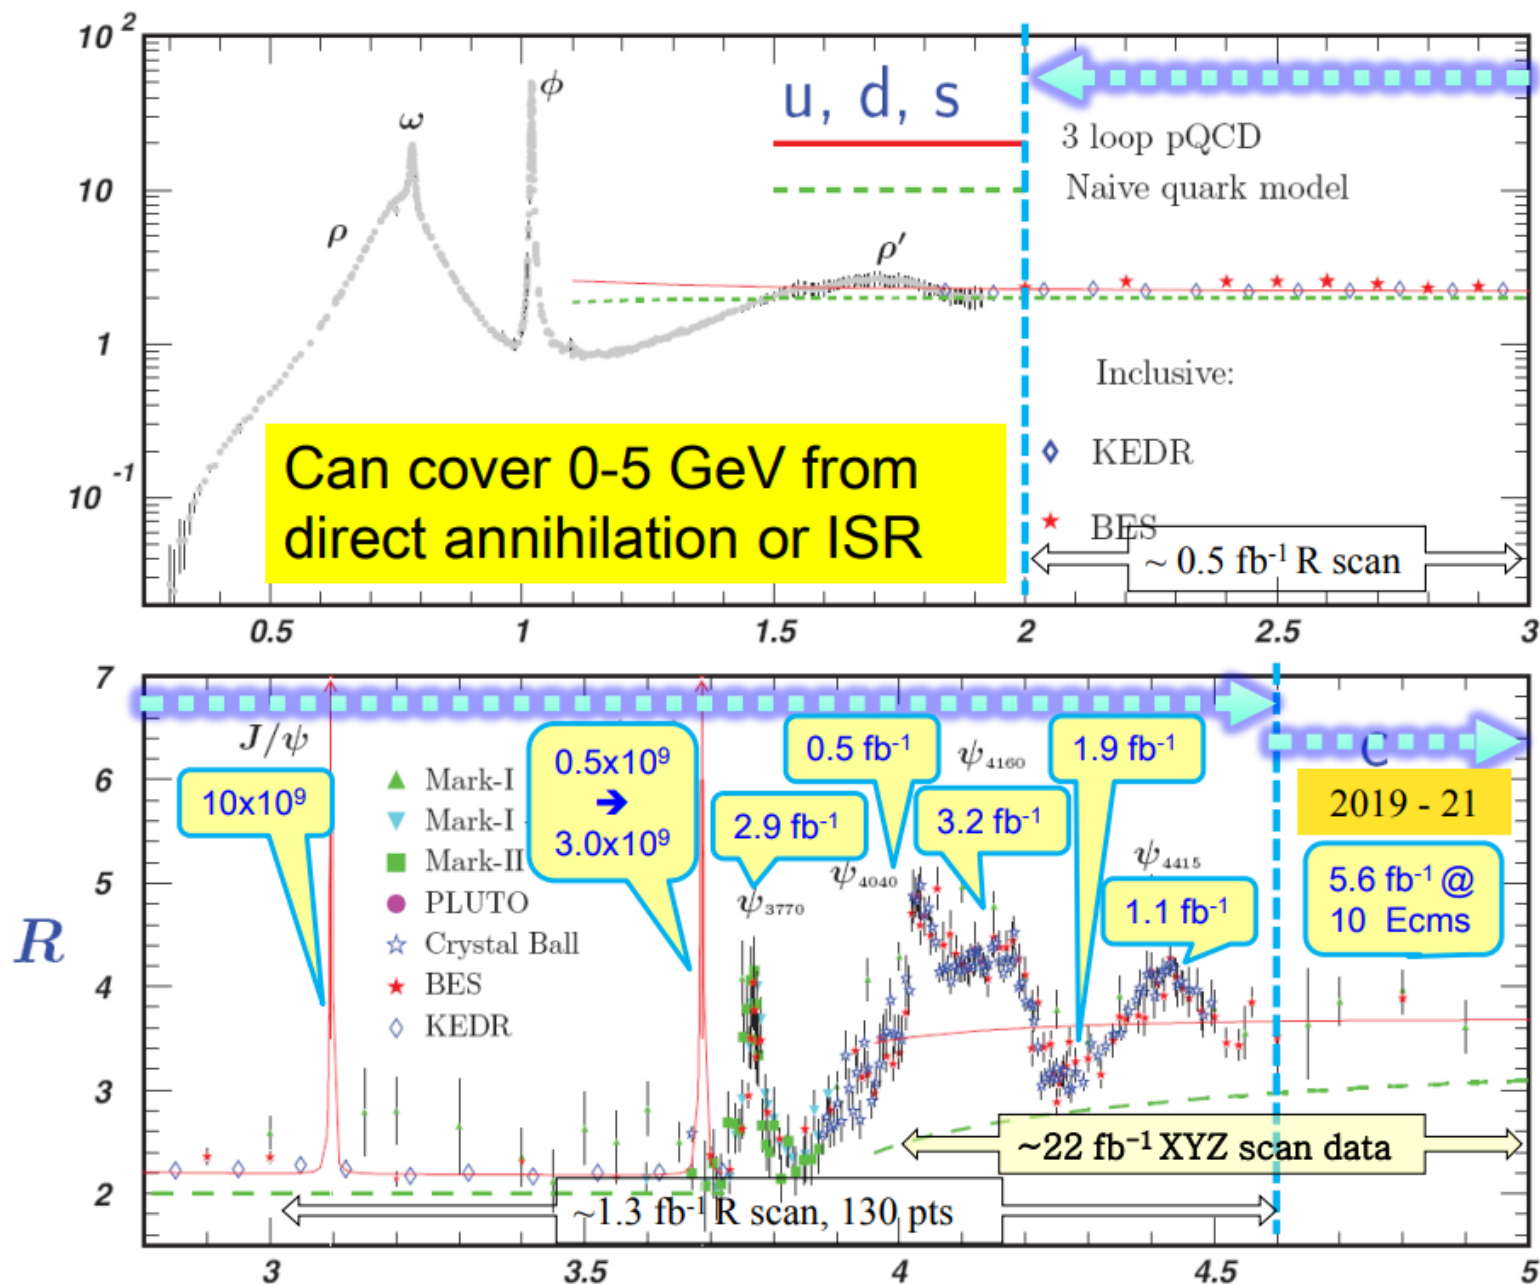 10 2
ϕ
u, d, s
ω
3 loop pQCD
10
Naive quark model
ρ
ρ′
1
Inclusive:
Can cover 0-5 GeV from
direct annihilation or ISR
KEDR
10 -1
BES
~ 0.5 fb-1 R scan
0.5
1
1.5
2
2.5
3
7
J/ψ
0.5x10⁹
➔
3.0x10⁹
0.5 fb-1
ψ4160
1.9 fb-1
C
6
10x10⁹
Mark-I
2019 - 21
Mark-I
2.9 fb-1
3.2 fb-1
Mark-II
ψ4040
ψ4415
5
5.6 fb-1 @
10 Ecms
PLUTO
ψ3770
1.1 fb-1
R
Crystal Ball
4
BES
KEDR
3
~22 fb-1 XYZ scan data
2
~1.3 fb-1 R scan, 130 pts
3
3.5
4
4.5
5